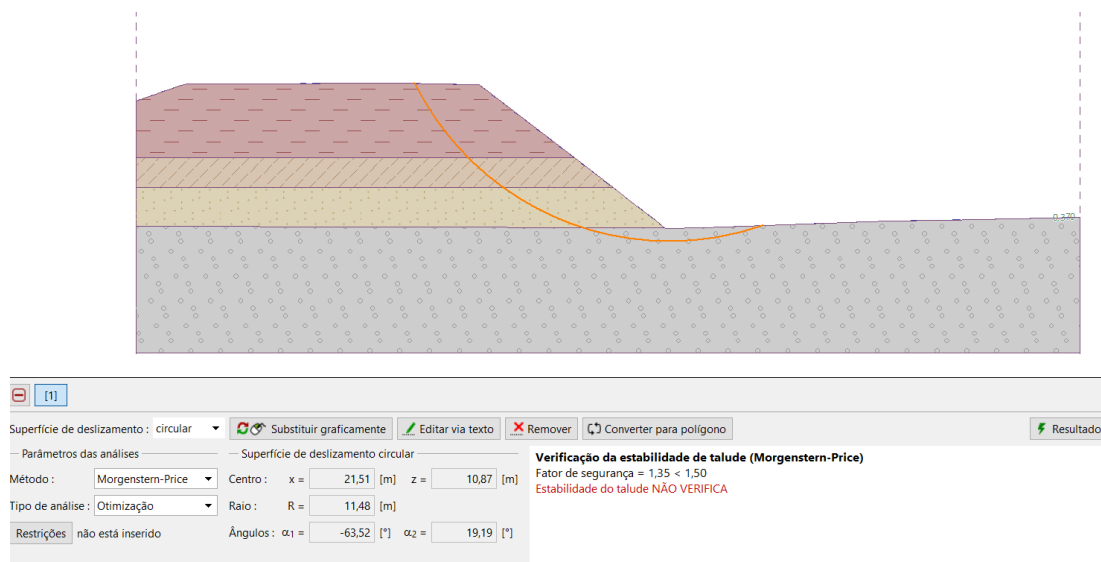 0,370
[1]
Superfície de deslizamento : circular Substituir graficamente Editar via texto Remover Converter para polígono Resultado
Parâmetros das análises Superfície de deslizamento circular Verificação da estabilidade de talude (Morgenstern-Price)
Método : Morgenstern-Price Centro : x = 21,51 [m] z = 10,87 [m] Fator de segurança = 1,35 < 1,50
Estabilidade do talude NÃO VERIFICA
Tipo de análise : Otimização Raio : R = 11,48 [m]
Restrições não está inserido Ângulos : α1 = -63,52 [°] α2 = 19,19 [°]